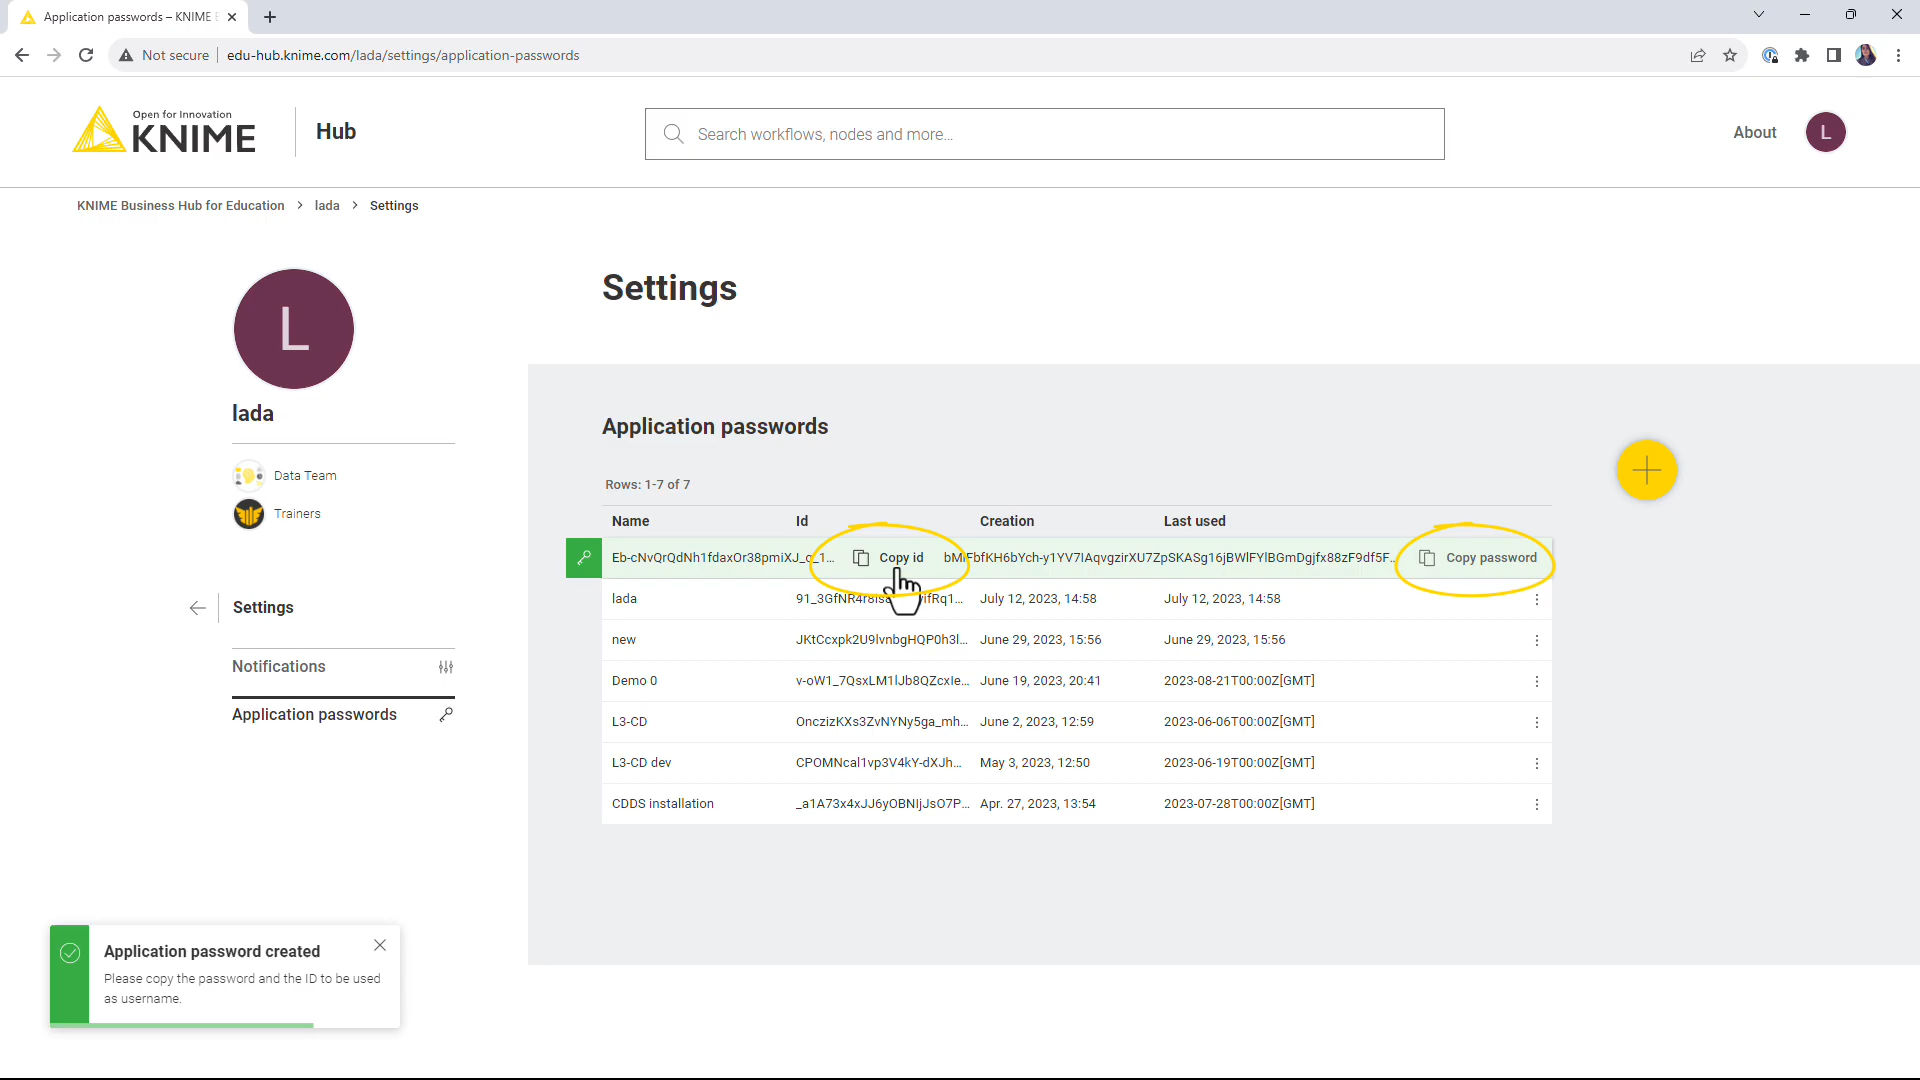 Application passwords – KNIME
Not secure
edu-hub.knime.com/lada/settings/application-passwords
Open for Innovation
KNIME
Hub
Search workflows, nodes and more...
About
L
KNIME Business Hub for Education > lada > Settings
L
Settings
lada
Data Team
Trainers
Application passwords
Rows: 1-7 of 7
Name Id Creation Last used
Copy id
Copy password
lada July 12, 2023, 14:58 July 12, 2023, 14:58
new JKtCcxpk2U9lvnbgHQP0h3l... June 29, 2023, 15:56 June 29, 2023, 15:56
Demo 0 v-oW1_7QsxLM1lJb8QZcxle... June 19, 2023, 20:41 2023-08-21T00:00Z[GMT]
L3-CD OnczizKXs3ZvNYNy5ga_mh... June 2, 2023, 12:59 2023-06-06T00:00Z[GMT]
L3-CD dev CPOMNcal1vp3V4kY-dXJh... May 3, 2023, 12:50 2023-06-19T00:00Z[GMT]
CDDS installation _a1A73x4xJJ6yOBNIjJsO7P... Apr. 27, 2023, 13:54 2023-07-28T00:00Z[GMT]
Settings
Notifications
Application passwords
Application password created
Please copy the password and the ID to be used
as username.